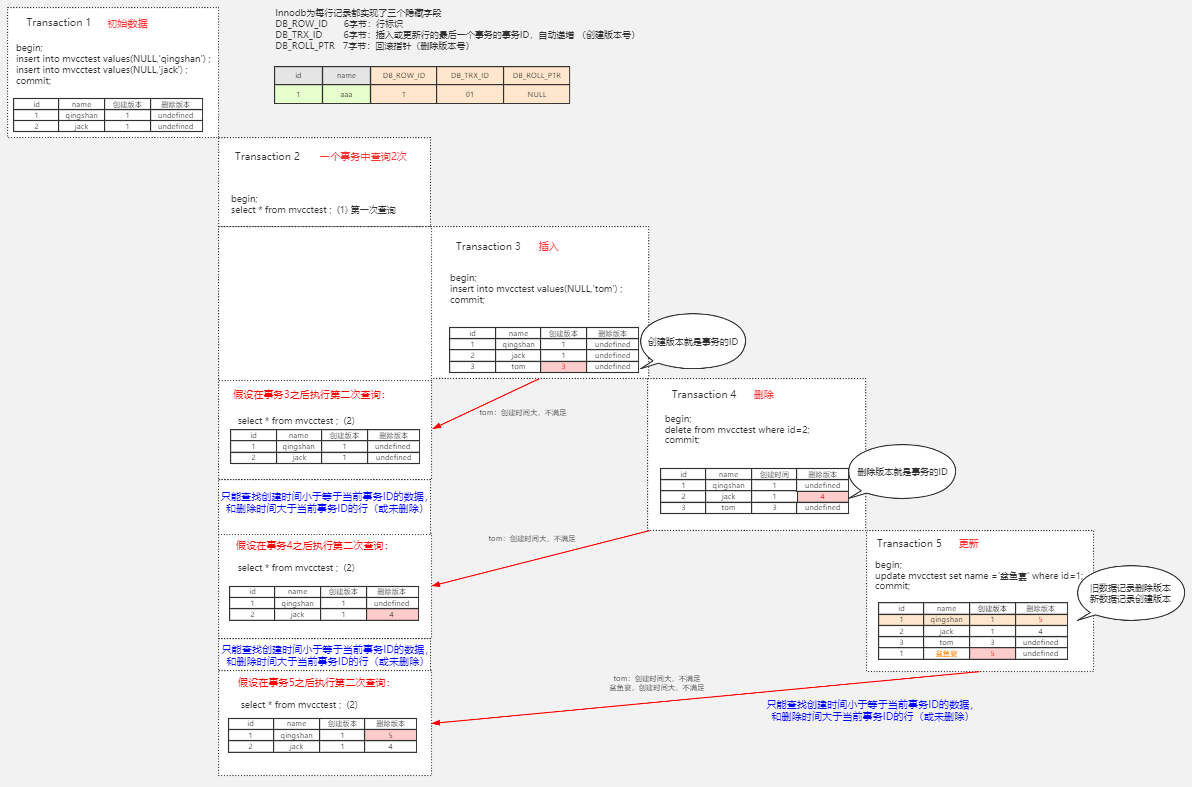 Transaction 1 初始数据
begin;
insert into mvcctest values(NULL,'qingshan') ;
insert into mvcctest values(NULL,'jack') ;
commit;
id name 创建版本 删除版本
1 qingshan 1 undefined
2 jack 1 undefined
Innodb为每行记录都实现了三个隐藏字段
DB_ROW_ID 6字节：行标识
DB_TRX_ID 6字节：插入或更新行的最后一个事务的事务ID，自动递增 （创建版本号）
DB_ROLL_PTR 7字节：回滚指针（删除版本号）
id name DB_ROW_ID DB_TRX_ID DB_ROLL_PTR
1 aaa 1 01 NULL
Transaction 2 一个事务中查询2次
begin;
select * from mvcctest ; (1) 第一次查询
Transaction 3 插入
begin;
insert into mvcctest values(NULL,'tom') ;
commit;
id name 创建版本 删除版本
1 qingshan 1 undefined
2 jack 1 undefined
3 tom 3 undefined
创建版本就是事务的ID
假设在事务3之后执行第二次查询：
select * from mvcctest ; (2)
id name 创建版本 删除版本
1 qingshan 1 undefined
2 jack 1 undefined
tom：创建时间大，不满足
只能查找创建时间小于等于当前事务ID的数据，
和删除时间大于当前事务ID的行（或未删除）
Transaction 4 删除
begin;
delete from mvcctest where id=2;
commit;
id name 创建时间 删除版本
1 qingshan 1 undefined
2 jack 1 4
3 tom 3 undefined
删除版本就是事务的ID
假设在事务4之后执行第二次查询：
select * from mvcctest ; (2)
id name 创建版本 删除版本
1 qingshan 1 undefined
2 jack 1 4
tom：创建时间大，不满足
只能查找创建时间小于等于当前事务ID的数据，
和删除时间大于当前事务ID的行（或未删除）
Transaction 5 更新
begin;
update mvcctest set name ='盆鱼宴' where id=1;
commit;
id name 创建版本 删除版本
1 qingshan 1 5
2 jack 1 4
3 tom 3 undefined
1 盆鱼宴 5 undefined
旧数据记录删除版本
新数据记录创建版本
假设在事务5之后执行第二次查询：
select * from mvcctest ; (2)
id name 创建版本 删除版本
1 qingshan 1 5
2 jack 1 4
tom：创建时间大，不满足
盆鱼宴，创建时间大，不满足
只能查找创建时间小于等于当前事务ID的数据，
和删除时间大于当前事务ID的行（或未删除）